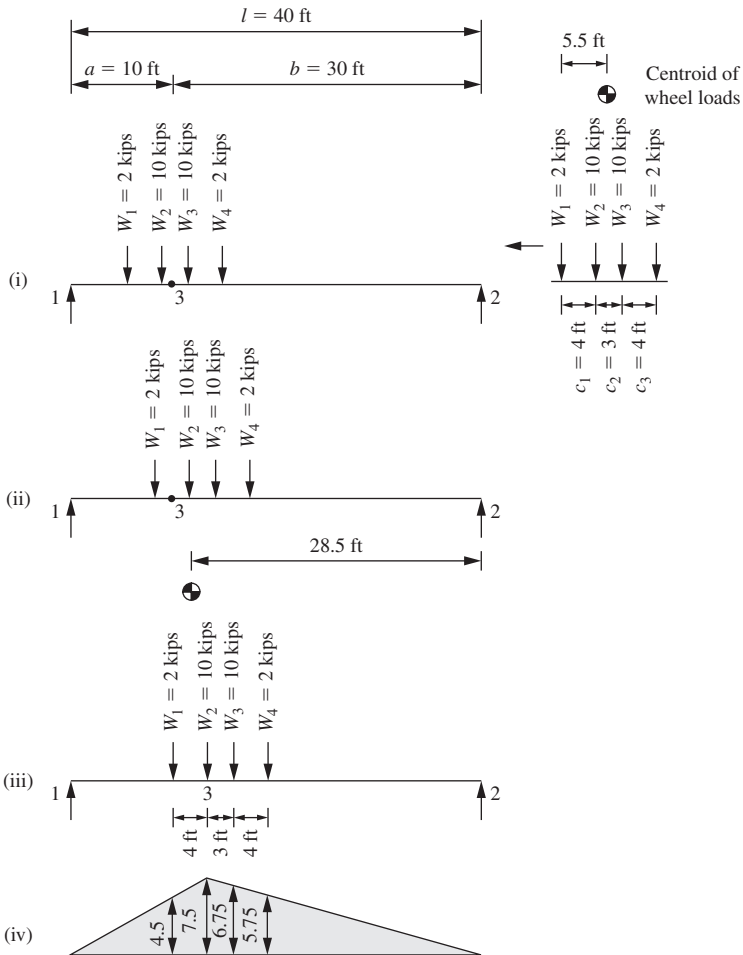 l = 40 ft
a = 10 ft
b = 30 ft
5.5 ft
Centroid of
wheel loads
W1 = 2 kips
W2 = 10 kips
W3 = 10 kips
W4 = 2 kips
W1 = 2 kips
W2 = 10 kips
W3 = 10 kips
W4 = 2 kips
(i)
1
3
2
c1 = 4 ft
c2 = 3 ft
c3 = 4 ft
W1 = 2 kips
W2 = 10 kips
W3 = 10 kips
W4 = 2 kips
(ii)
1
3
2
28.5 ft
W1 = 2 kips
W2 = 10 kips
W3 = 10 kips
W4 = 2 kips
(iii)
1
3
2
4 ft
3 ft
4 ft
(iv)
4.5
7.5
6.75
5.75